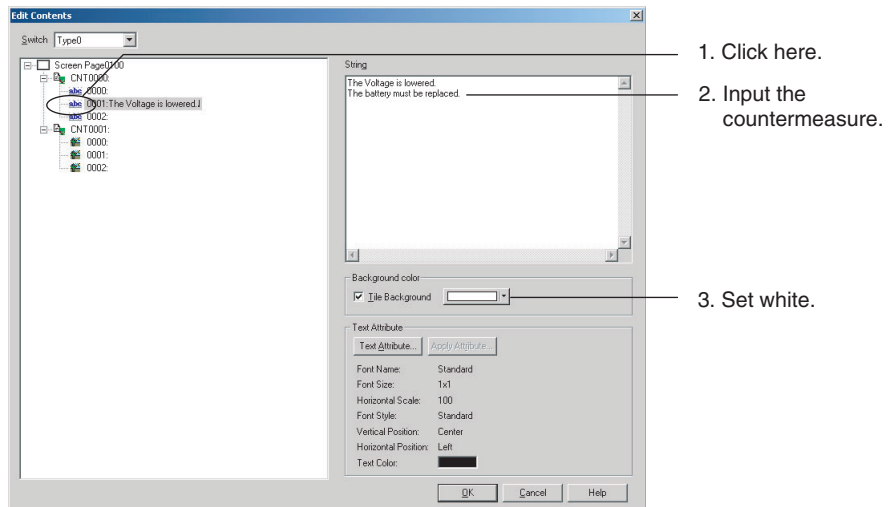 Edit Contents
Switch Type0
Screen Page0100
CNT0000:
abc 0000:
abc 0001:The Voltage is lowered.
abc 0002:
CNT0001:
0000:
0001:
0002:
String
The Voltage is lowered.
The battery must be replaced.
Background color
Tile Background
Text Attribute
Text Attribute... Apply Attribute...
Font Name: Standard
Font Size: 1x1
Horizontal Scale: 100
Font Style: Standard
Vertical Position: Center
Horizontal Position: Left
Text Color:
OK Cancel Help
1. Click here.
2. Input the
countermeasure.
3. Set white.